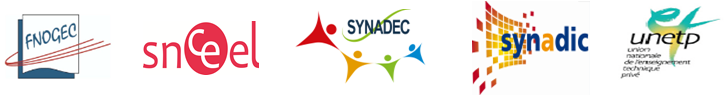 FNOGEC
snceel
SYNADEC
synadic
unetp
union
nationale
de l'enseignement
technique
privé